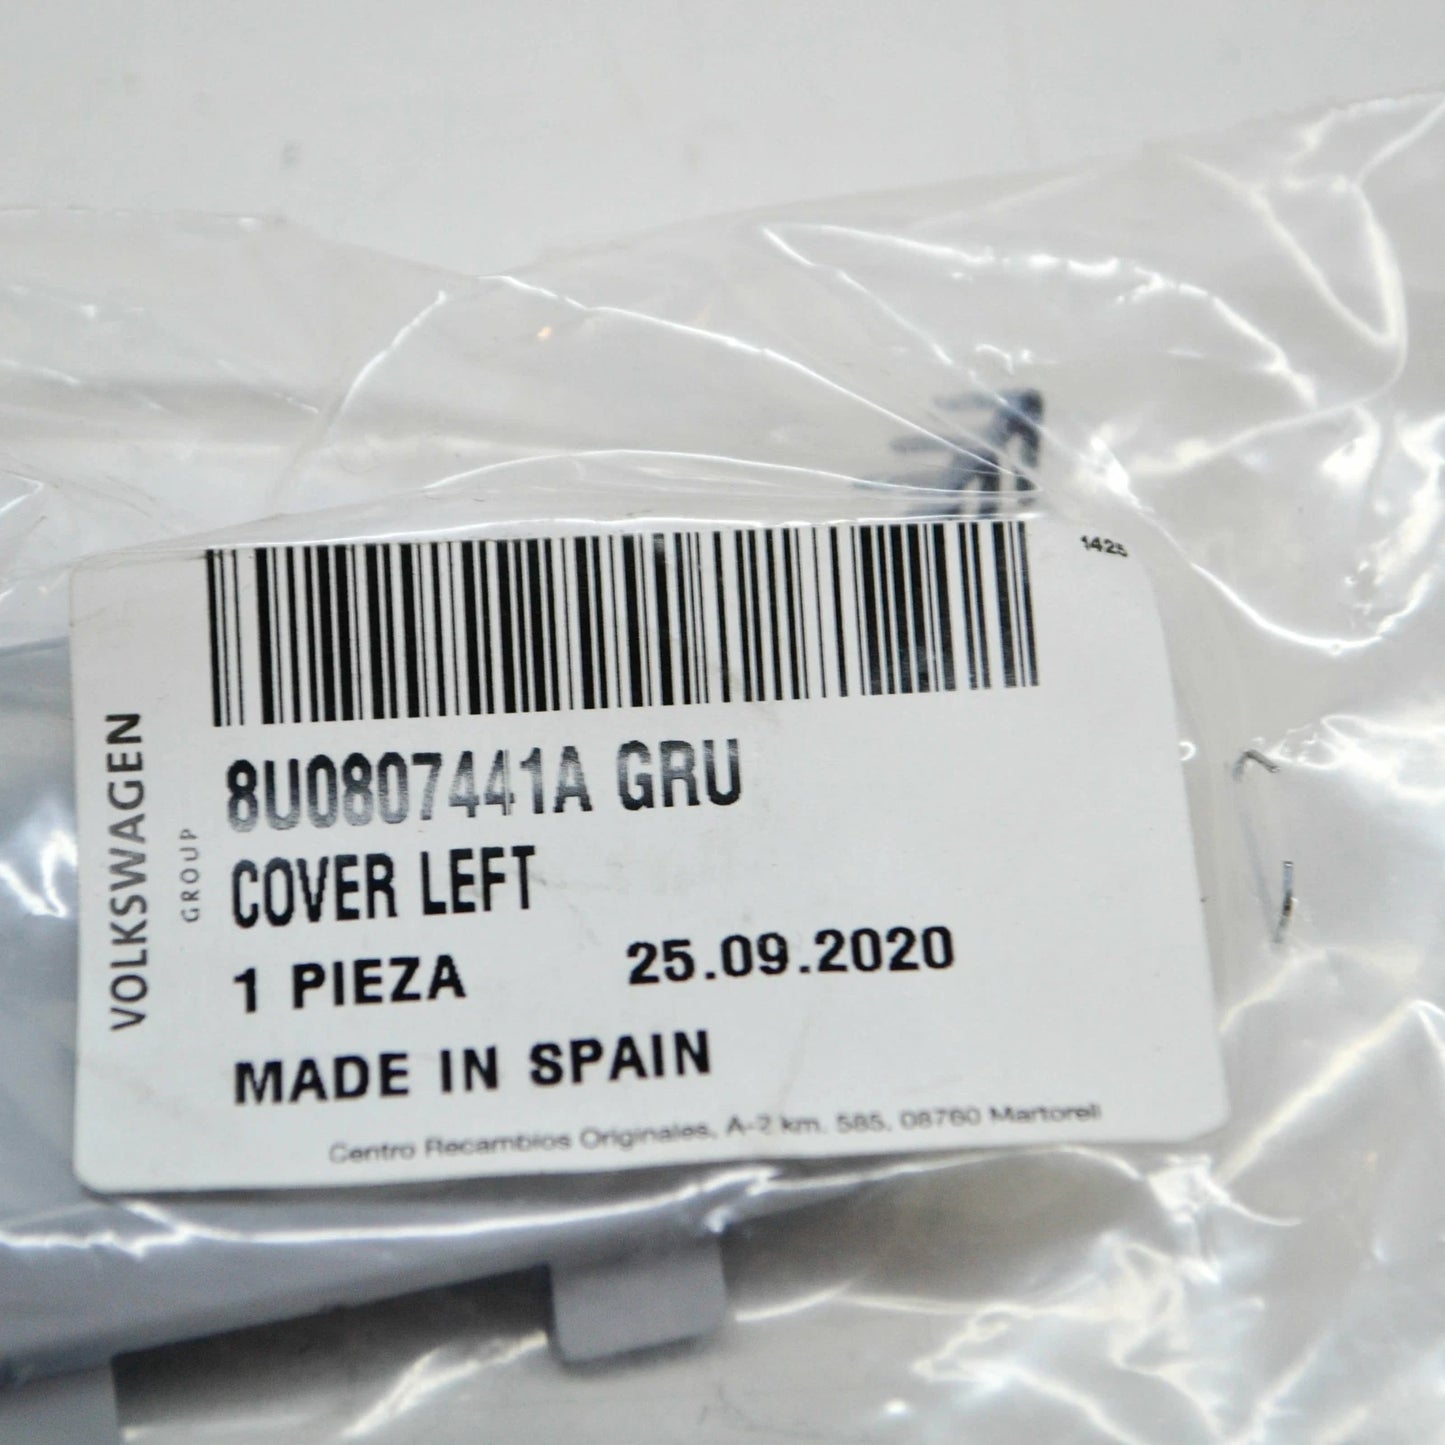 1425
VOLKSWAGEN
GROUP
8U0807441A GRU
COVER LEFT
1 PIEZA 25.09.2020
MADE IN SPAIN
Centro Recambios Originales, A-2 km. 585, 08760 Martorell